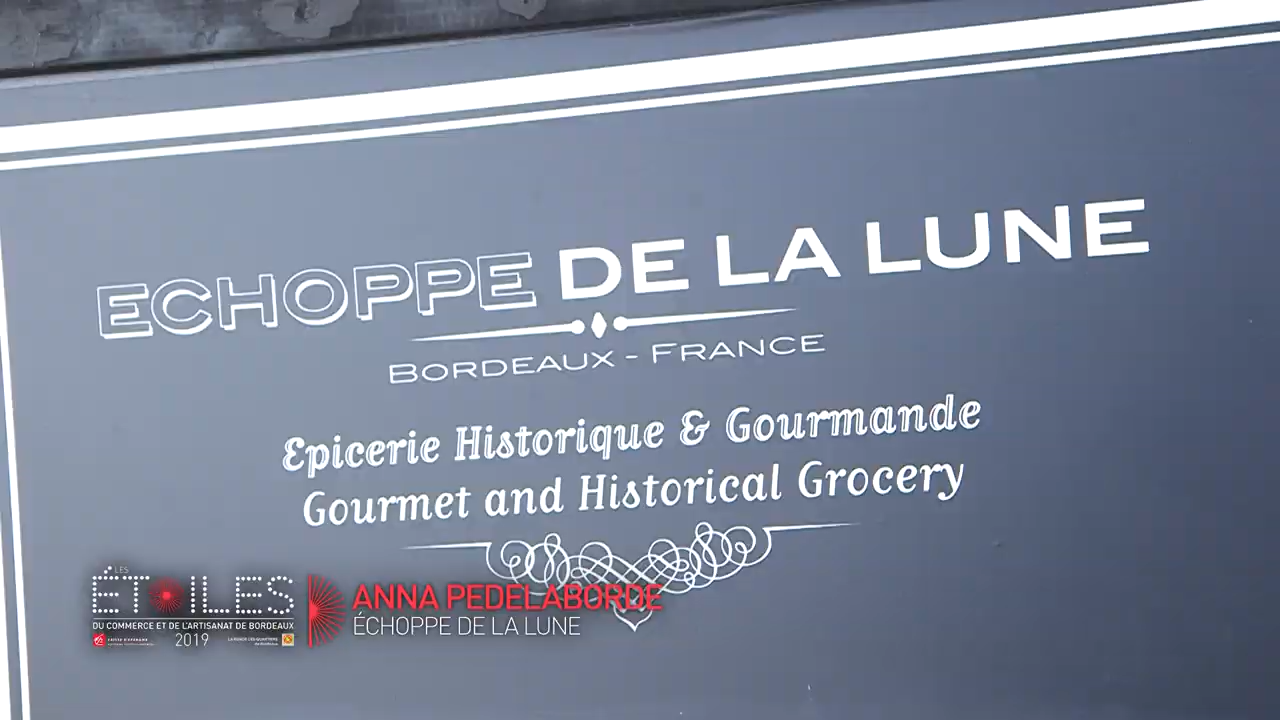 ECHOPPE DE LA LUNE
BORDEAUX - FRANCE
Epicerie Historique & Gourmande
Gourmet and Historical Grocery
LES
ÉTOILES
DU COMMERCE ET DE L'ARTISANAT DE BORDEAUX
2019
ANNA PEDELABORDE
ÉCHOPPE DE LA LUNE